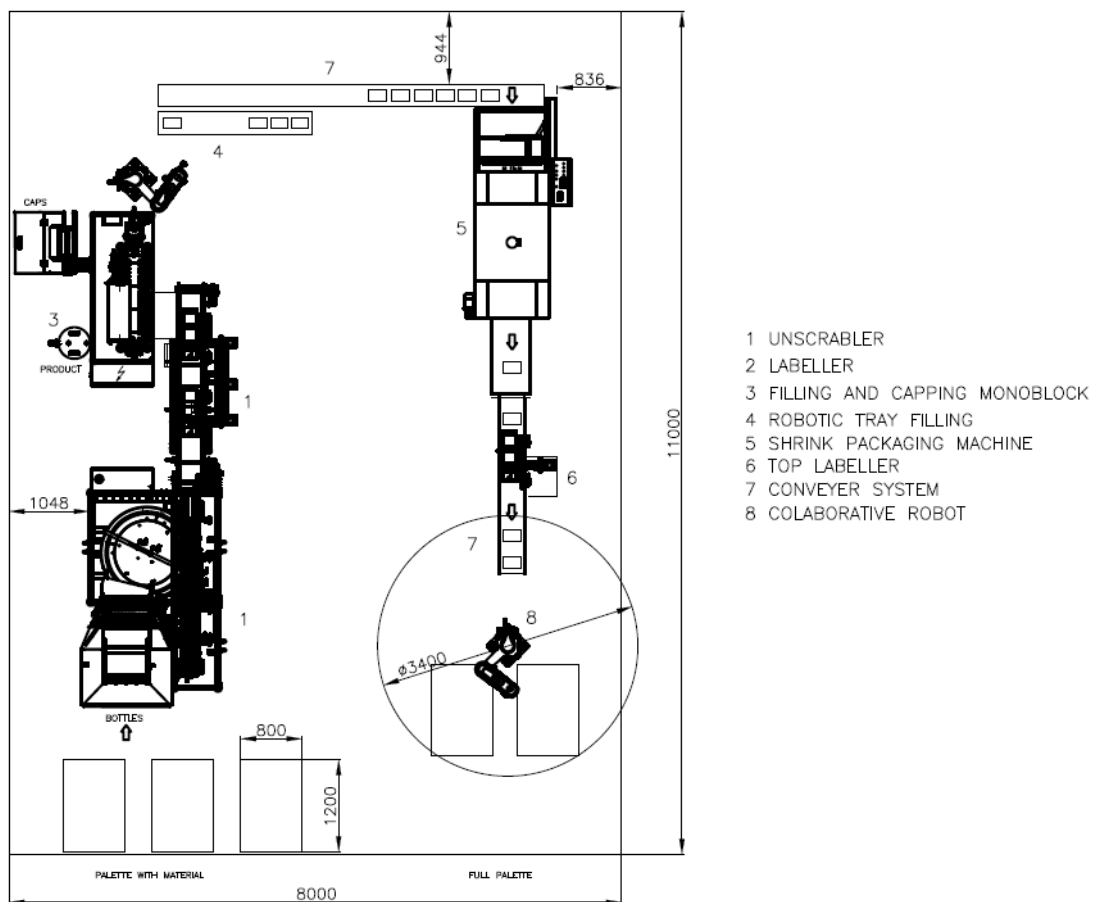 7
944
836
4
CAPS
5
3
PRODUCT
1
1 UNSCRABLER
2 LABELLER
3 FILLING AND CAPPING MONOBLOCK
4 ROBOTIC TRAY FILLING
5 SHRINK PACKAGING MACHINE
6 TOP LABELLER
7 CONVEYER SYSTEM
8 COLABORATIVE ROBOT
11000
6
1048
7
1
8
ø3400
BOTTLES
800
1200
PALETTE WITH MATERIAL
FULL PALETTE
8000